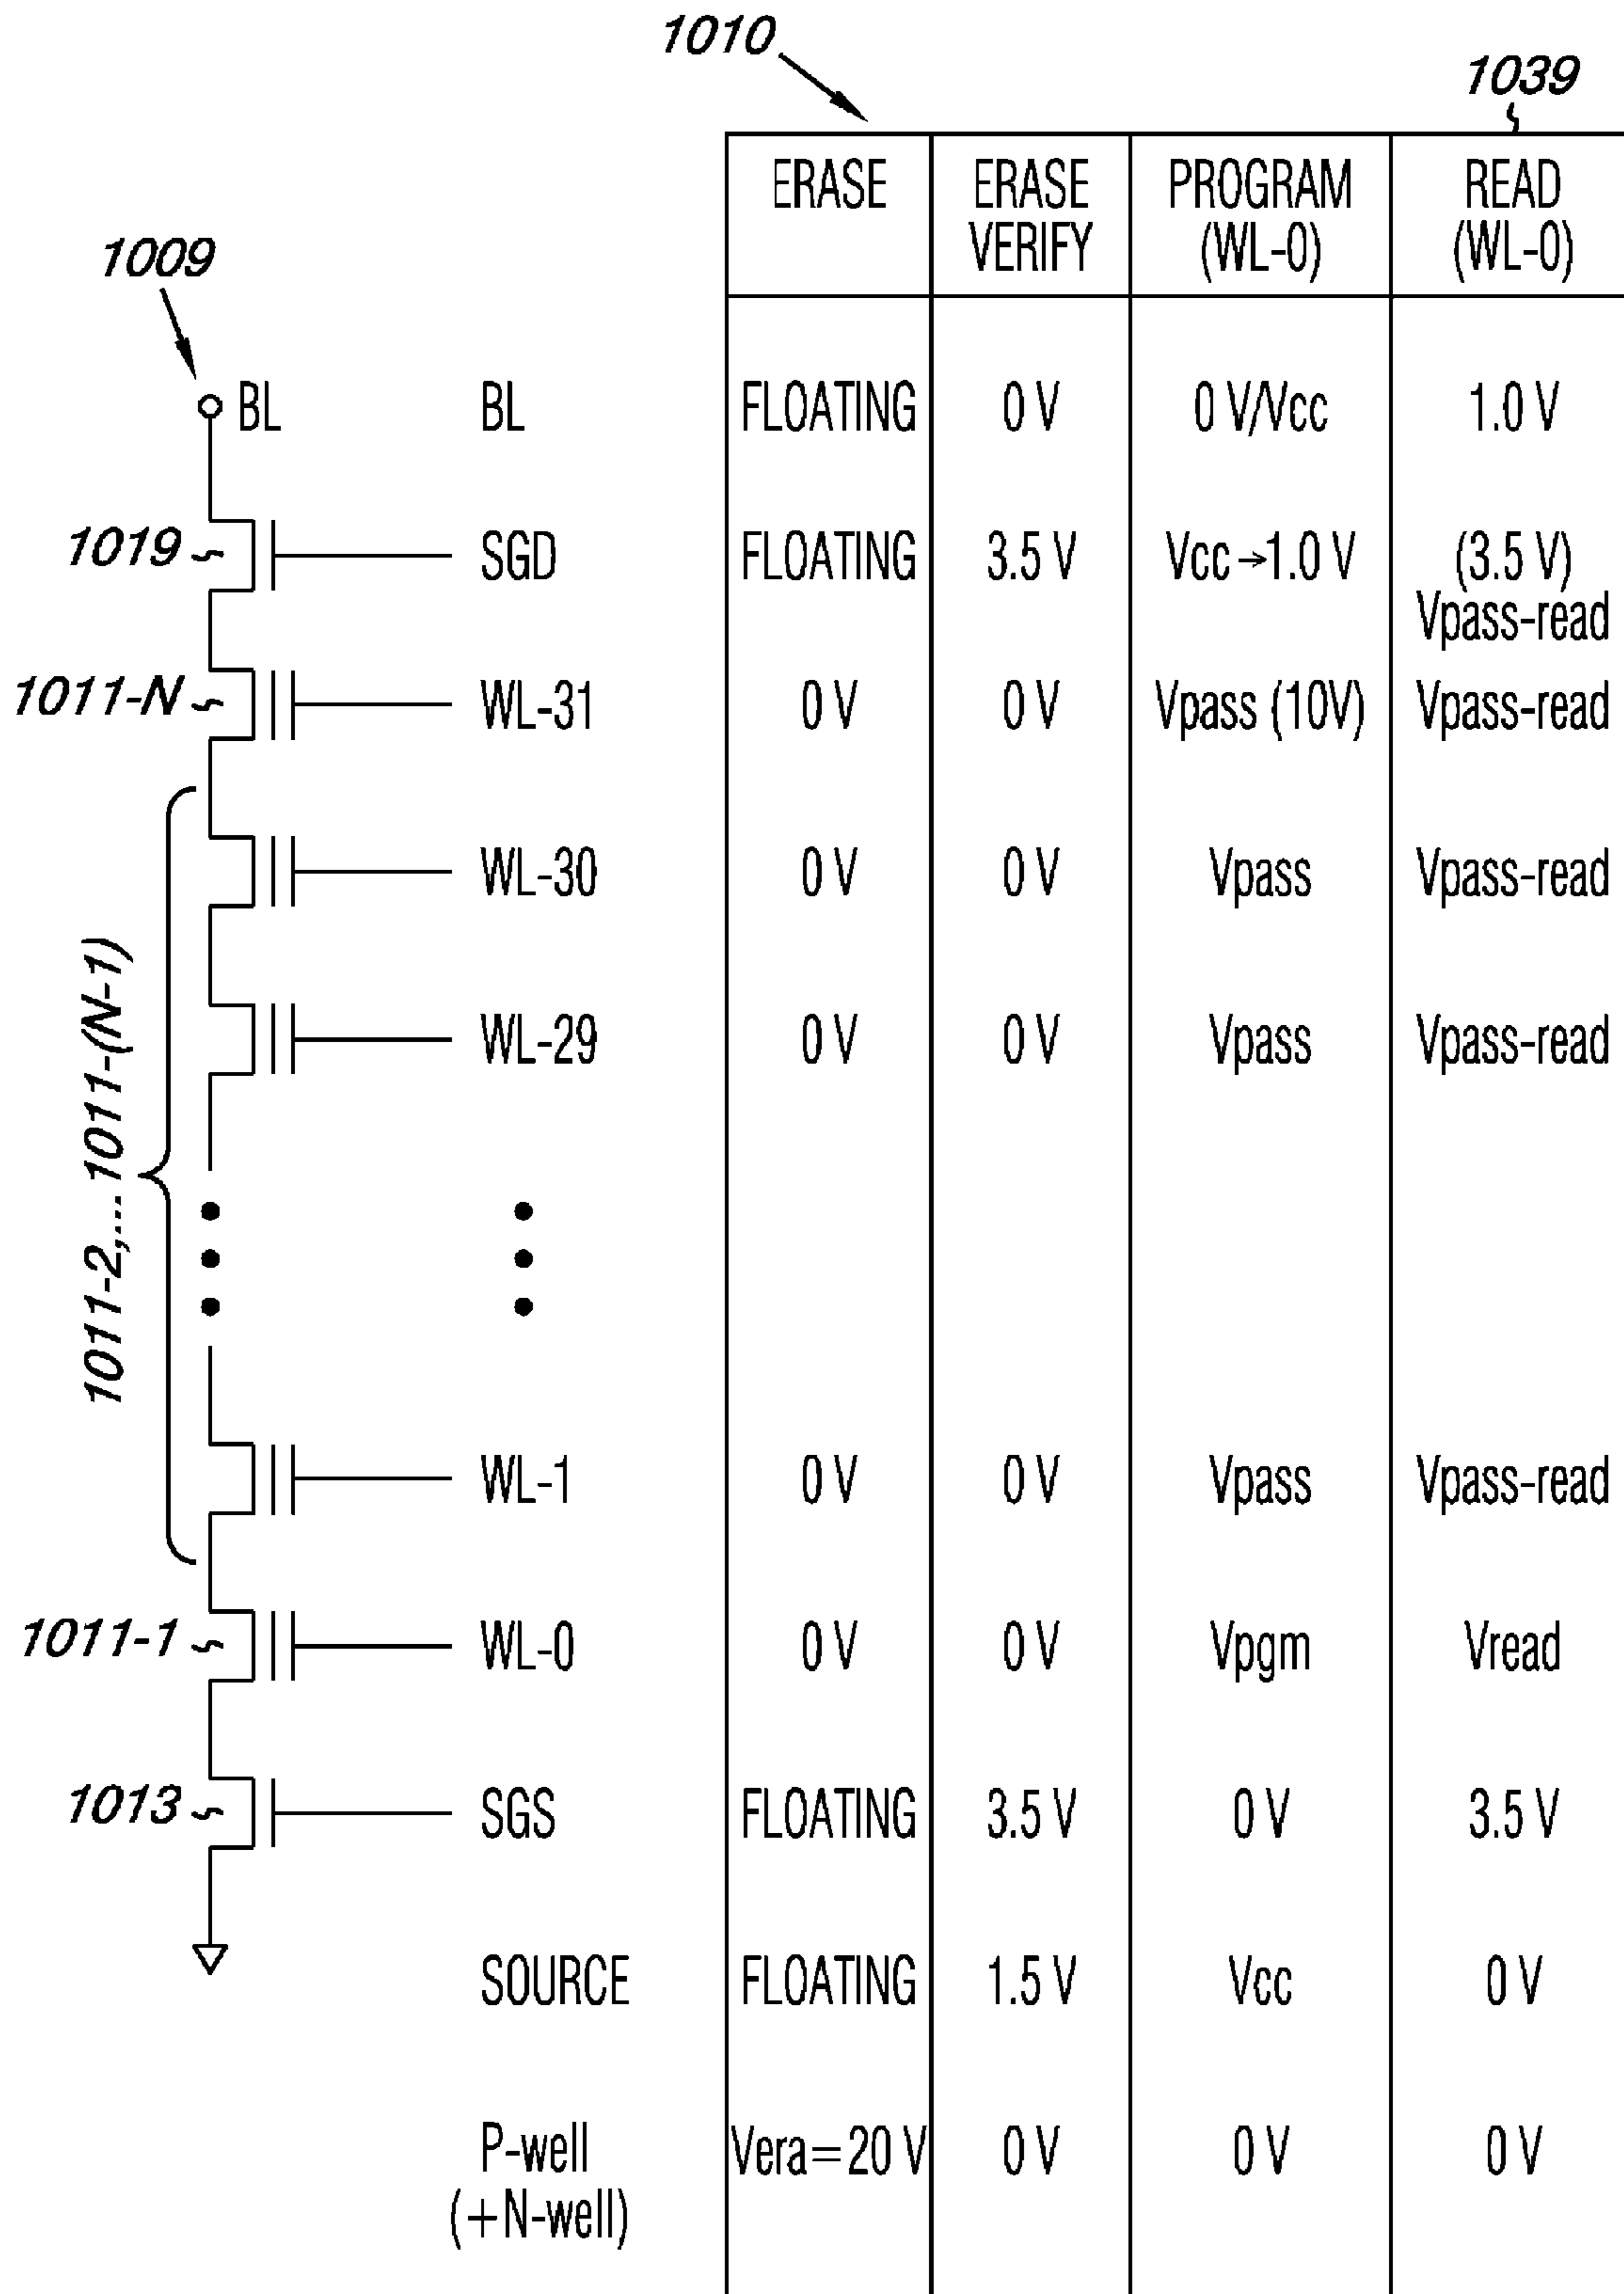 1010
1039
ERASE ERASE VERIFY PROGRAM (WL-0) READ (WL-0)
1009
BL BL FLOATING 0 V 0 V/Vcc 1.0 V
1019 SGD FLOATING 3.5 V Vcc→1.0 V (3.5 V) Vpass-read
1011-N WL-31 0 V 0 V Vpass (10V) Vpass-read
WL-30 0 V 0 V Vpass Vpass-read
WL-29 0 V 0 V Vpass Vpass-read
1011-2,...1011-(N-1)
WL-1 0 V 0 V Vpass Vpass-read
1011-1 WL-0 0 V 0 V Vpgm Vread
1013 SGS FLOATING 3.5 V 0 V 3.5 V
SOURCE FLOATING 1.5 V Vcc 0 V
P-well (+N-well) Vera=20 V 0 V 0 V 0 V